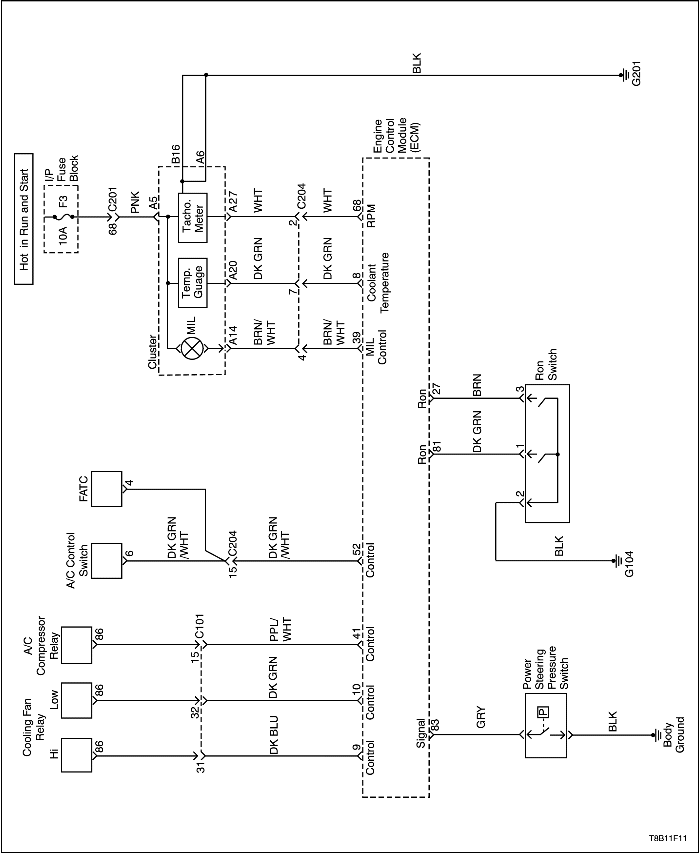 Hot in Run and Start
I/P
Fuse
Block
F3
10A
68
C201
PNK
A5
B16
A6
BLK
G201
Cluster
MIL
Temp.
Guage
Tacho.
Meter
A14
A20
A27
BRN/
WHT
DK GRN
WHT
4
7
2
C204
BRN/
WHT
DK GRN
WHT
39
8
68
MIL
Control
Coolant
Temperature
RPM
Engine
Control
Module
(ECM)
FATC
4
A/C Control
Switch
6
DK GRN
/WHT
15
C204
DK GRN
/WHT
52
Control
A/C
Compressor
Relay
86
Cooling Fan
Relay
Low
86
Hi
86
15
C101
32
31
PPL/
WHT
DK GRN
DK BLU
41
10
9
Control
Control
Control
Ron
27
BRN
3
Ron
81
DK GRN
1
2
Ron
Switch
BLK
G104
Signal
83
GRY
Power
Steering
Pressure
Switch
P
BLK
Body
Ground
T8B11F11